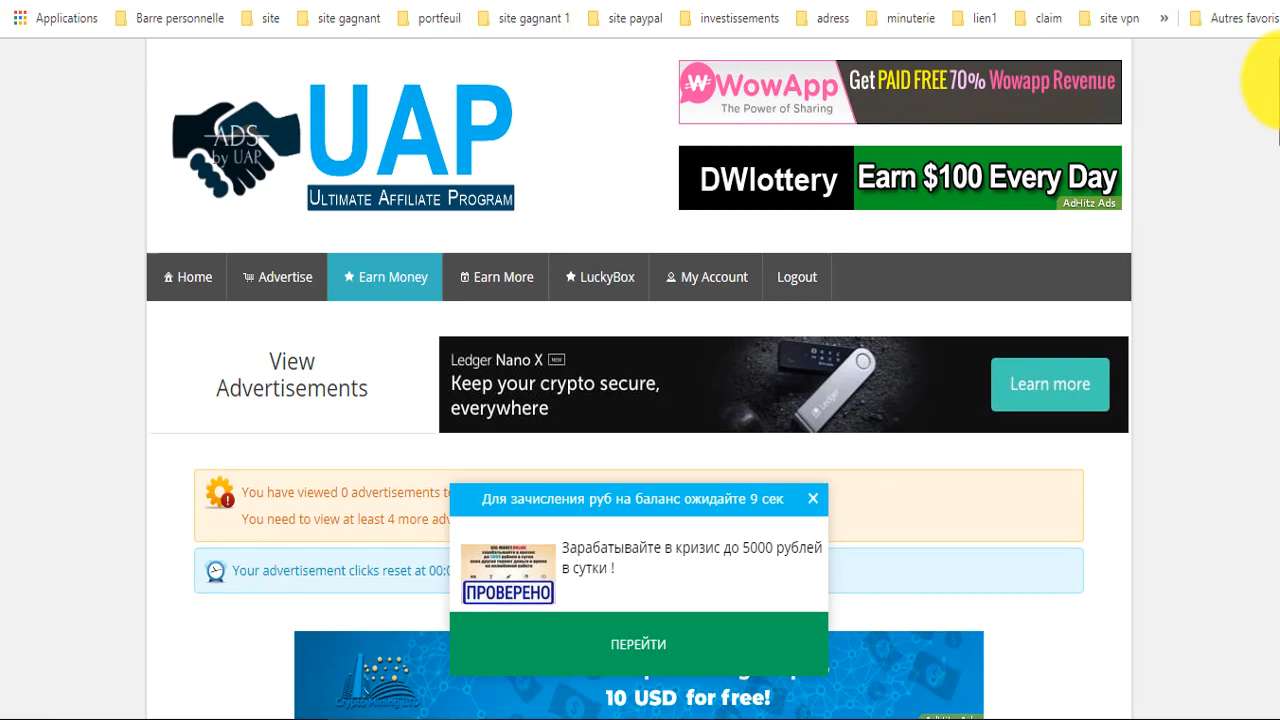 Applications Barre personnelle site site gagnant portfeuil site gagnant 1 site paypal investissements adress minuterie lien1 claim site vpn » Autres favoris
WowApp
The Power of Sharing
Get PAID FREE 70% Wowapp Revenue
ADS
by UAP
UAP
ULTIMATE AFFILIATE PROGRAM
DWlottery
Earn $100 Every Day
AdHitz Ads
Home Advertise Earn Money Earn More LuckyBox My Account Logout
View
Advertisements
Ledger Nano X NEW
Keep your crypto secure,
everywhere
Ledger
Learn more
You have viewed 0 advertisements
You need to view at least 4 more
Your advertisement clicks reset at
Для зачисления руб на баланс ожидайте 9 сек X
Зарабатывайте в кризис до 5000 рублей
в сутки !
ПРОВЕРЕНО
ПЕРЕЙТИ
10 USD for free!